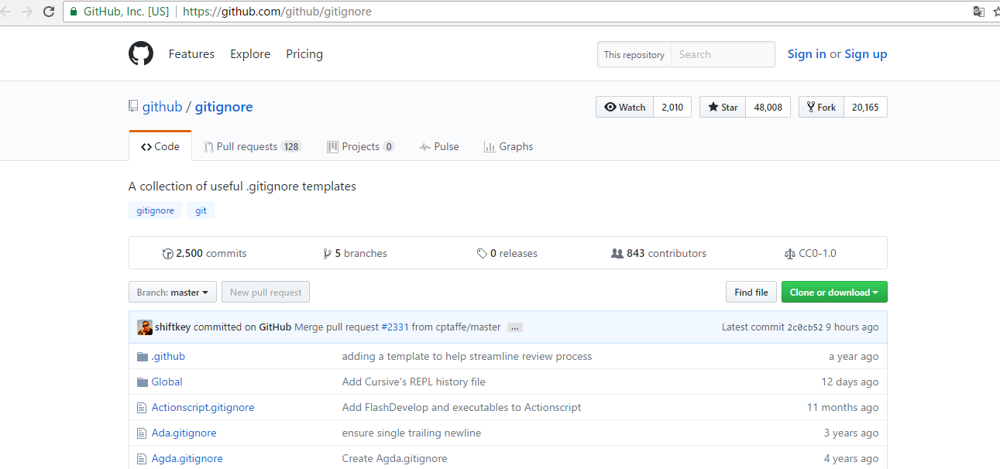 GitHub, Inc. [US] https://github.com/github/gitignore
Features Explore Pricing This repository Search Sign in or Sign up
github / gitignore Watch 2,010 Star 48,008 Fork 20,165
Code Pull requests 128 Projects 0 Pulse Graphs
A collection of useful .gitignore templates
gitignore git
2,500 commits 5 branches 0 releases 843 contributors CC0-1.0
Branch: master New pull request Find file Clone or download
shiftkey committed on GitHub Merge pull request #2331 from cptaffe/master ... Latest commit 2c0cb52 9 hours ago
.github adding a template to help streamline review process a year ago
Global Add Cursive's REPL history file 12 days ago
Actionscript.gitignore Add FlashDevelop and executables to Actionscript 11 months ago
Ada.gitignore ensure single trailing newline 3 years ago
Agda.gitignore Create Agda.gitignore 4 years ago